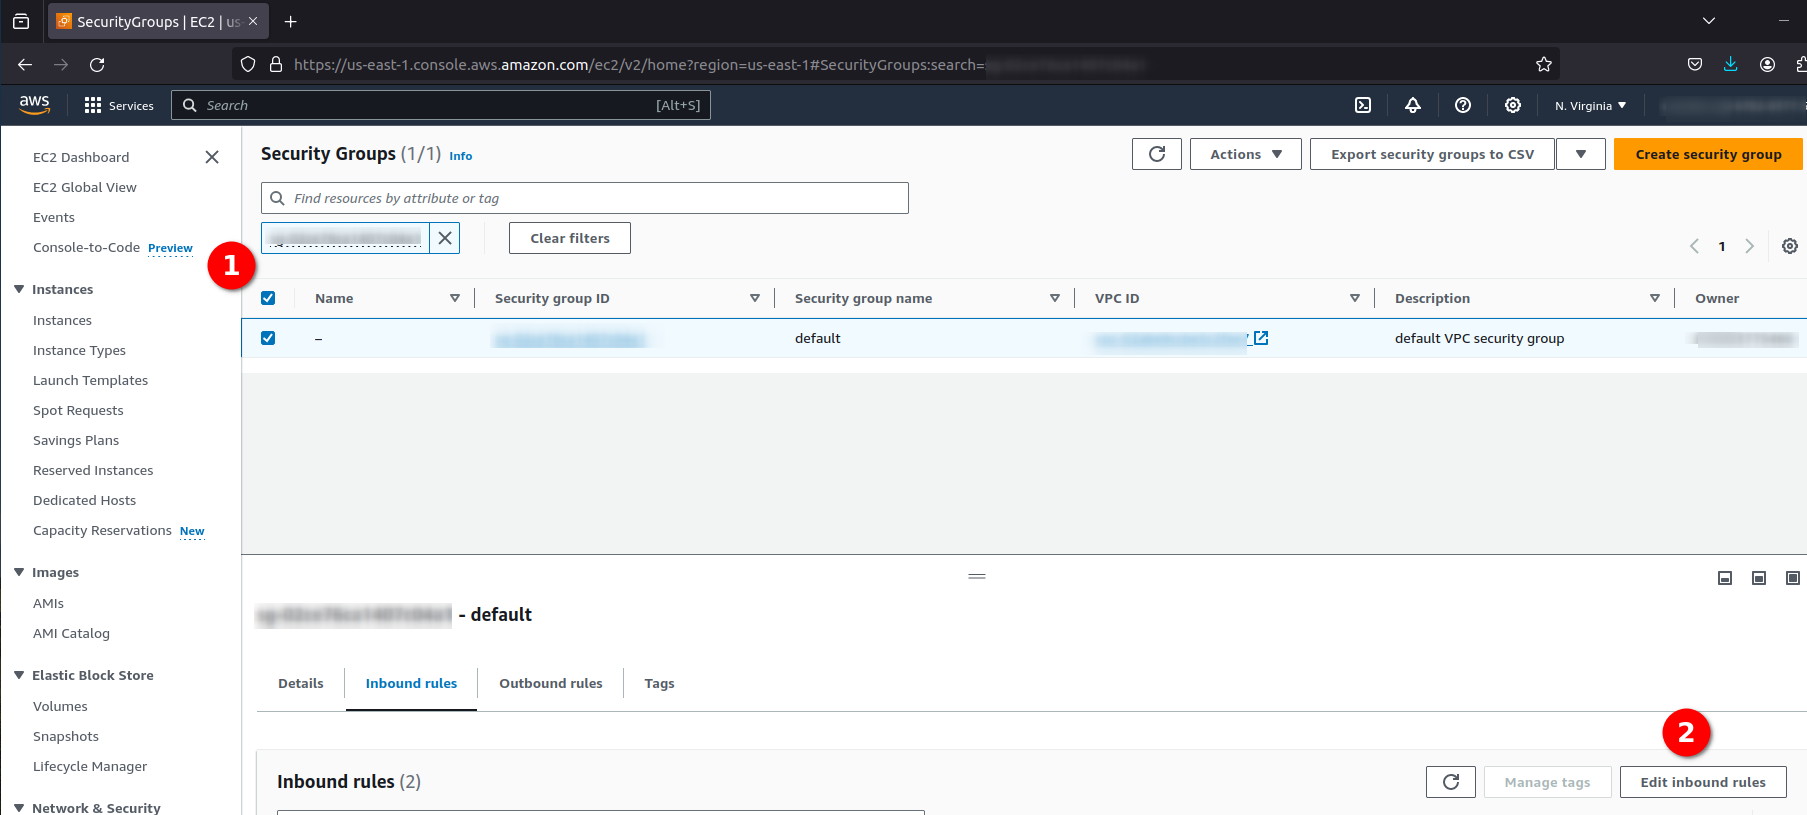 SecurityGroups | EC2 | us-
https://us-east-1.console.aws.amazon.com/ec2/v2/home?region=us-east-1#SecurityGroups:search=
aws
Services
Search
[Alt+S]
N. Virginia
EC2 Dashboard
EC2 Global View
Events
Console-to-Code Preview
Instances
Instances
Instance Types
Launch Templates
Spot Requests
Savings Plans
Reserved Instances
Dedicated Hosts
Capacity Reservations New
Images
AMIs
AMI Catalog
Elastic Block Store
Volumes
Snapshots
Lifecycle Manager
Network & Security
Security Groups (1/1) Info
Actions
Export security groups to CSV
Create security group
Find resources by attribute or tag
Clear filters
1
1
Name
Security group ID
Security group name
VPC ID
Description
Owner
–
default
default VPC security group
- default
Details
Inbound rules
Outbound rules
Tags
2
Inbound rules (2)
Manage tags
Edit inbound rules